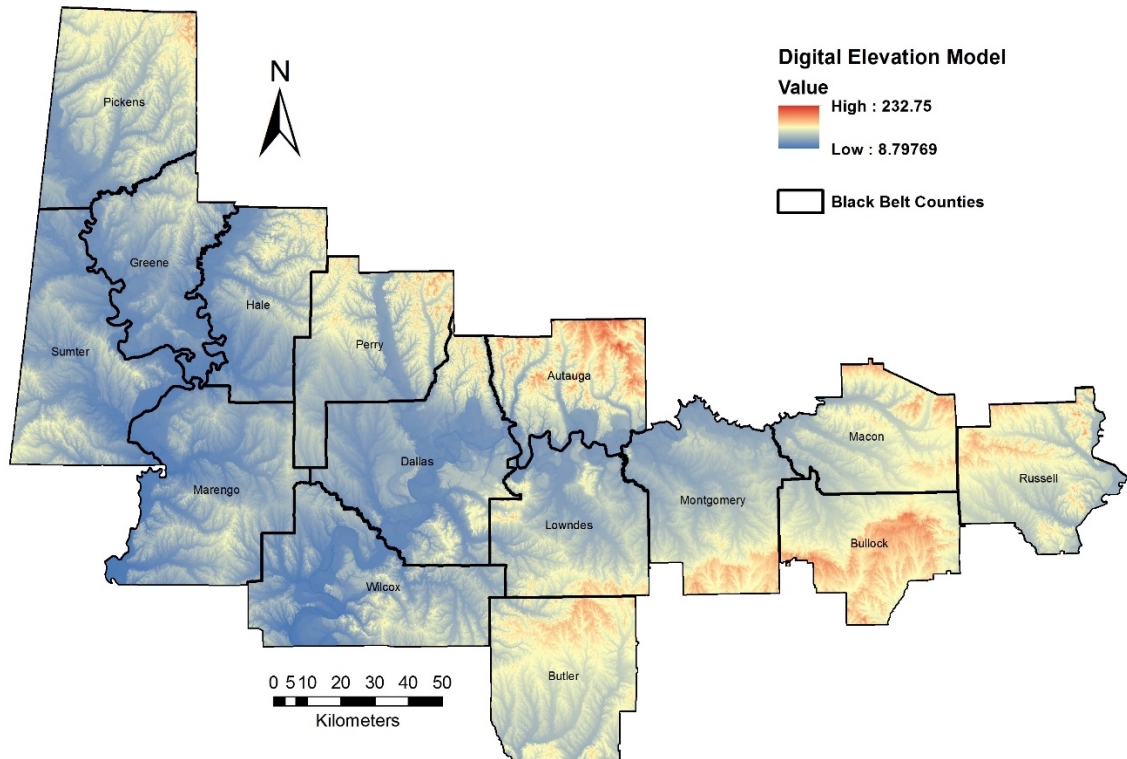 Digital Elevation Model
Value
High : 232.75
Low : 8.79769
Black Belt Counties
N
Pickens
Greene
Hale
Sumter
Perry
Autauga
Macon
Dallas
Marengo
Montgomery
Russell
Lowndes
Bullock
Wilcox
Butler
0 5 10 20 30 40 50
Kilometers